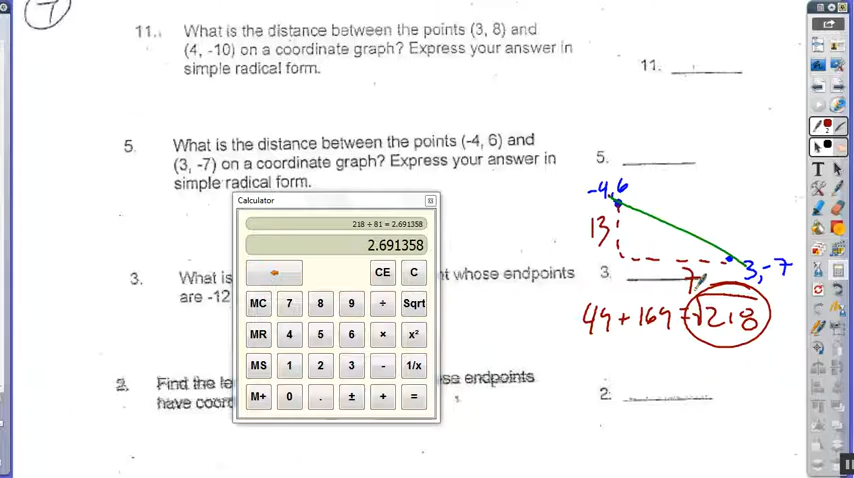 7
11. What is the distance between the points (3, 8) and
(4, -10) on a coordinate graph? Express your answer in
simple radical form.
11.
5. What is the distance between the points (-4, 6) and
(3, -7) on a coordinate graph? Express your answer in
simple radical form.
5.
-4, 6
13
7
3, -7
49 + 169 = √218
Calculator
218 ÷ 81 = 2.691358
2.691358
CE C
MC 7 8 9 ÷ Sqrt
MR 4 5 6 × x²
MS 1 2 3 - 1/x
M+ 0 . ± + =
3. What is
t whose endpoints
are -12
3.
2. Find the le
se endpoints
have coord
2.
T